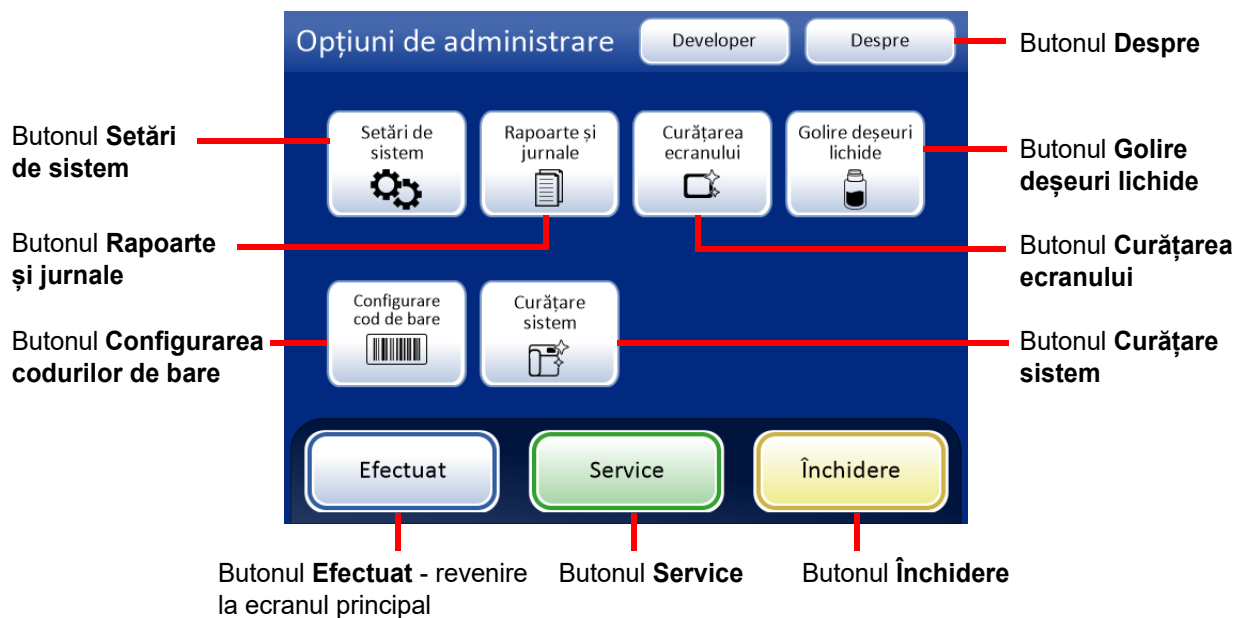 Opțiuni de administrare
Developer
Despre
Butonul Despre
Butonul Setări
de sistem
Setări de
sistem
Rapoarte și
jurnale
Curățarea
ecranului
Golire deșeuri
lichide
Butonul Golire
deșeuri lichide
Butonul Rapoarte
și jurnale
Butonul Curățarea
ecranului
Configurare
cod de bare
Curățare
sistem
Butonul Configurarea
codurilor de bare
Butonul Curățare
sistem
Efectuat
Service
Închidere
Butonul Efectuat - revenire
la ecranul principal
Butonul Service
Butonul Închidere